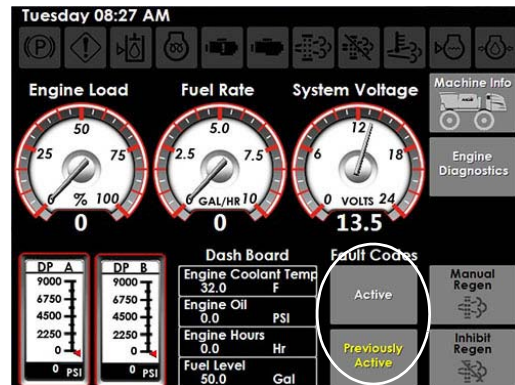 Tuesday 08:27 AM
(P)
Engine Load
Fuel Rate
System Voltage
Machine Info
50
25
75
0
%
100
0
5.0
2.5
7.5
0
GAL/HR
10
0
12
6
18
0
VOLTS
24
13.5
Engine
Diagnostics
Dash Board
Fault Codes
DP A
9000
6750
4500
2250
0
0 PSI
DP B
9000
6750
4500
2250
0
0 PSI
Engine Coolant Temp
32.0 F
Engine Oil
0.0 PSI
Engine Hours
0.0 Hr
Fuel Level
50.0 Gal
Active
Previously
Active
Manual
Regen
Inhibit
Regen